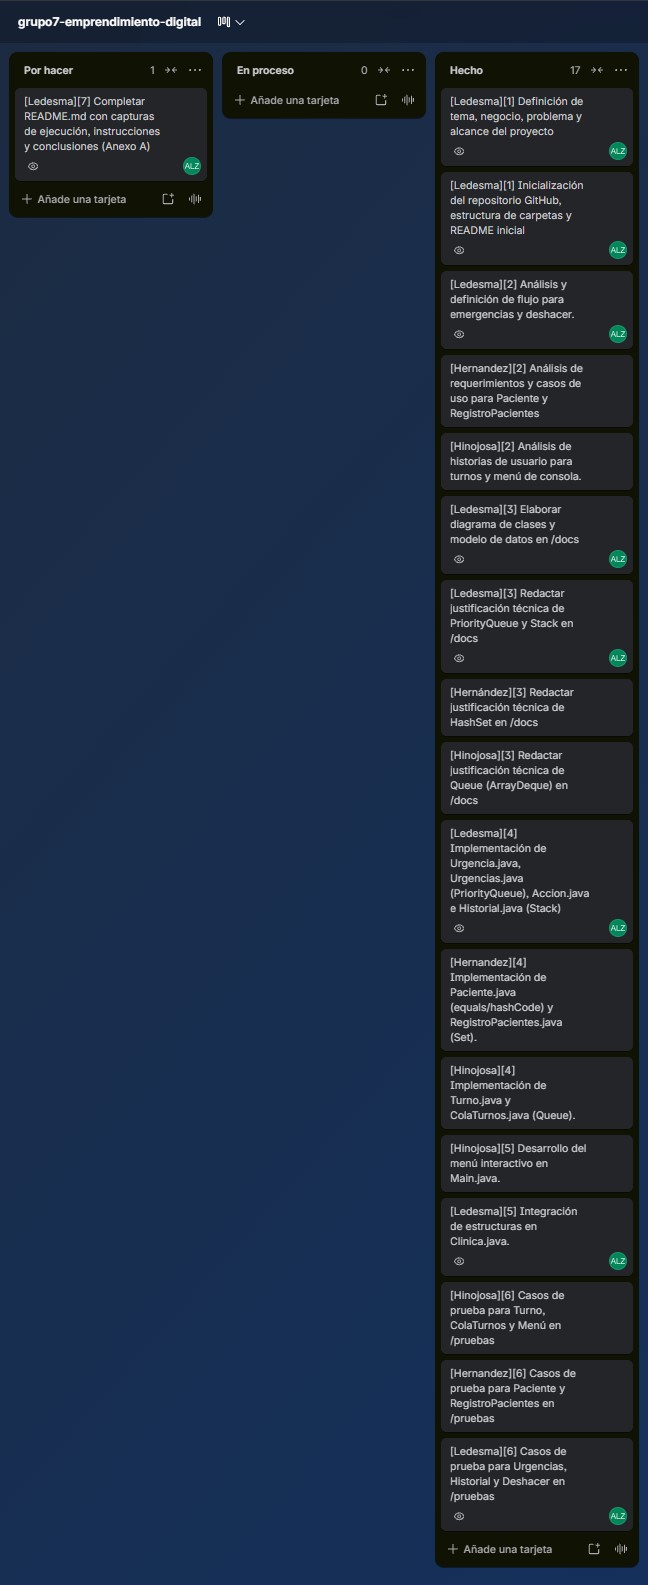 grupo7-emprendimiento-digital
Por hacer 1
[Ledesma][7] Completar
README.md con capturas
de ejecución, instrucciones
y conclusiones (Anexo A)
ALZ
Añade una tarjeta
En proceso 0
Añade una tarjeta
Hecho 17
[Ledesma][1] Definición de
tema, negocio, problema y
alcance del proyecto
ALZ
[Ledesma][1] Inicialización
del repositorio GitHub,
estructura de carpetas y
README inicial
ALZ
[Ledesma][2] Análisis y
definición de flujo para
emergencias y deshacer.
ALZ
[Hernandez][2] Análisis de
requerimientos y casos de
uso para Paciente y
RegistroPacientes
[Hinojosa][2] Análisis de
historias de usuario para
turnos y menú de consola.
[Ledesma][3] Elaborar
diagrama de clases y
modelo de datos en /docs
ALZ
[Ledesma][3] Redactar
justificación técnica de
PriorityQueue y Stack en
/docs
ALZ
[Hernández][3] Redactar
justificación técnica de
HashSet en /docs
[Hinojosa][3] Redactar
justificación técnica de
Queue (ArrayDeque) en
/docs
[Ledesma][4]
Implementación de
Urgencia.java,
Urgencias.java
(PriorityQueue), Accion.java
e Historial.java (Stack)
ALZ
[Hernandez][4]
Implementación de
Paciente.java
(equals/hashCode) y
RegistroPacientes.java
(Set).
[Hinojosa][4]
Implementación de
Turno.java y
ColaTurnos.java (Queue).
[Hinojosa][5] Desarrollo del
menú interactivo en
Main.java.
[Ledesma][5] Integración
de estructuras en
Clinica.java.
ALZ
[Hinojosa][6] Casos de
prueba para Turno,
ColaTurnos y Menú en
/pruebas
[Hernandez][6] Casos de
prueba para Paciente y
RegistroPacientes en
/pruebas
[Ledesma][6] Casos de
prueba para Urgencias,
Historial y Deshacer en
/pruebas
ALZ
Añade una tarjeta